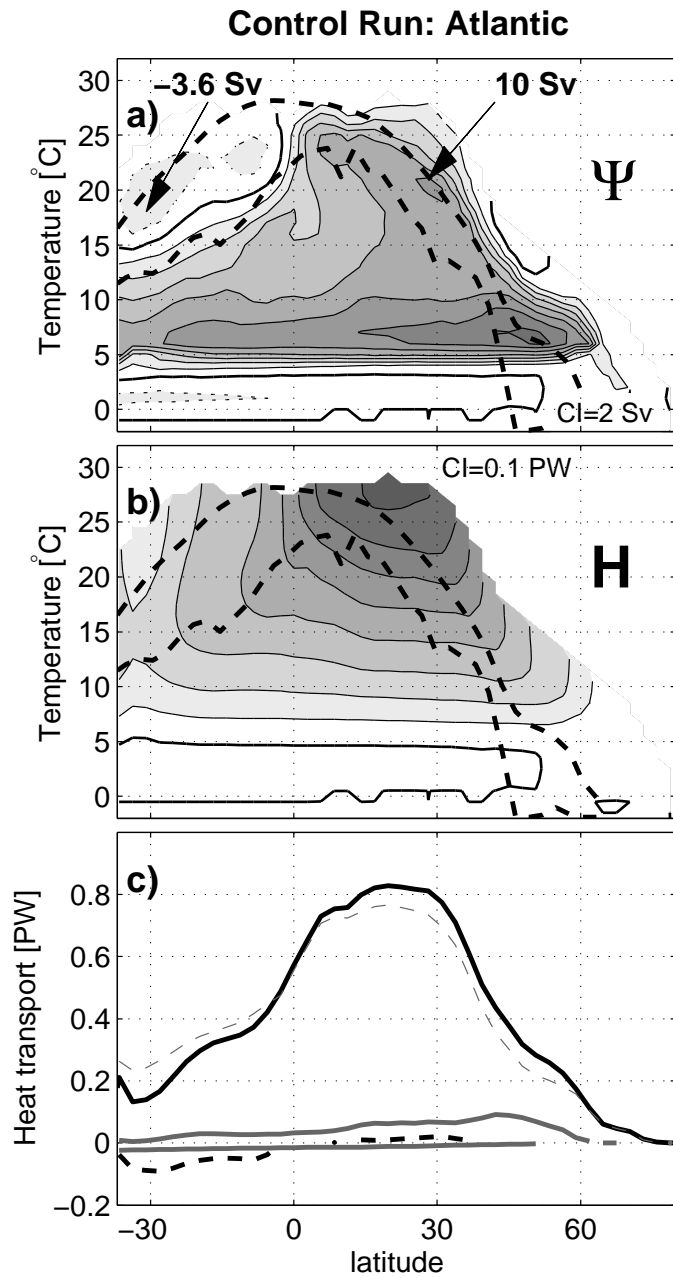 Control Run: Atlantic
−3.6 Sv
10 Sv
a)
Ψ
Temperature [°C]
30
25
20
15
10
5
0
CI=2 Sv
CI=0.1 PW
b)
H
Temperature [°C]
30
25
20
15
10
5
0
c)
Heat transport [PW]
0.8
0.6
0.4
0.2
0
−0.2
−30
0
30
60
latitude